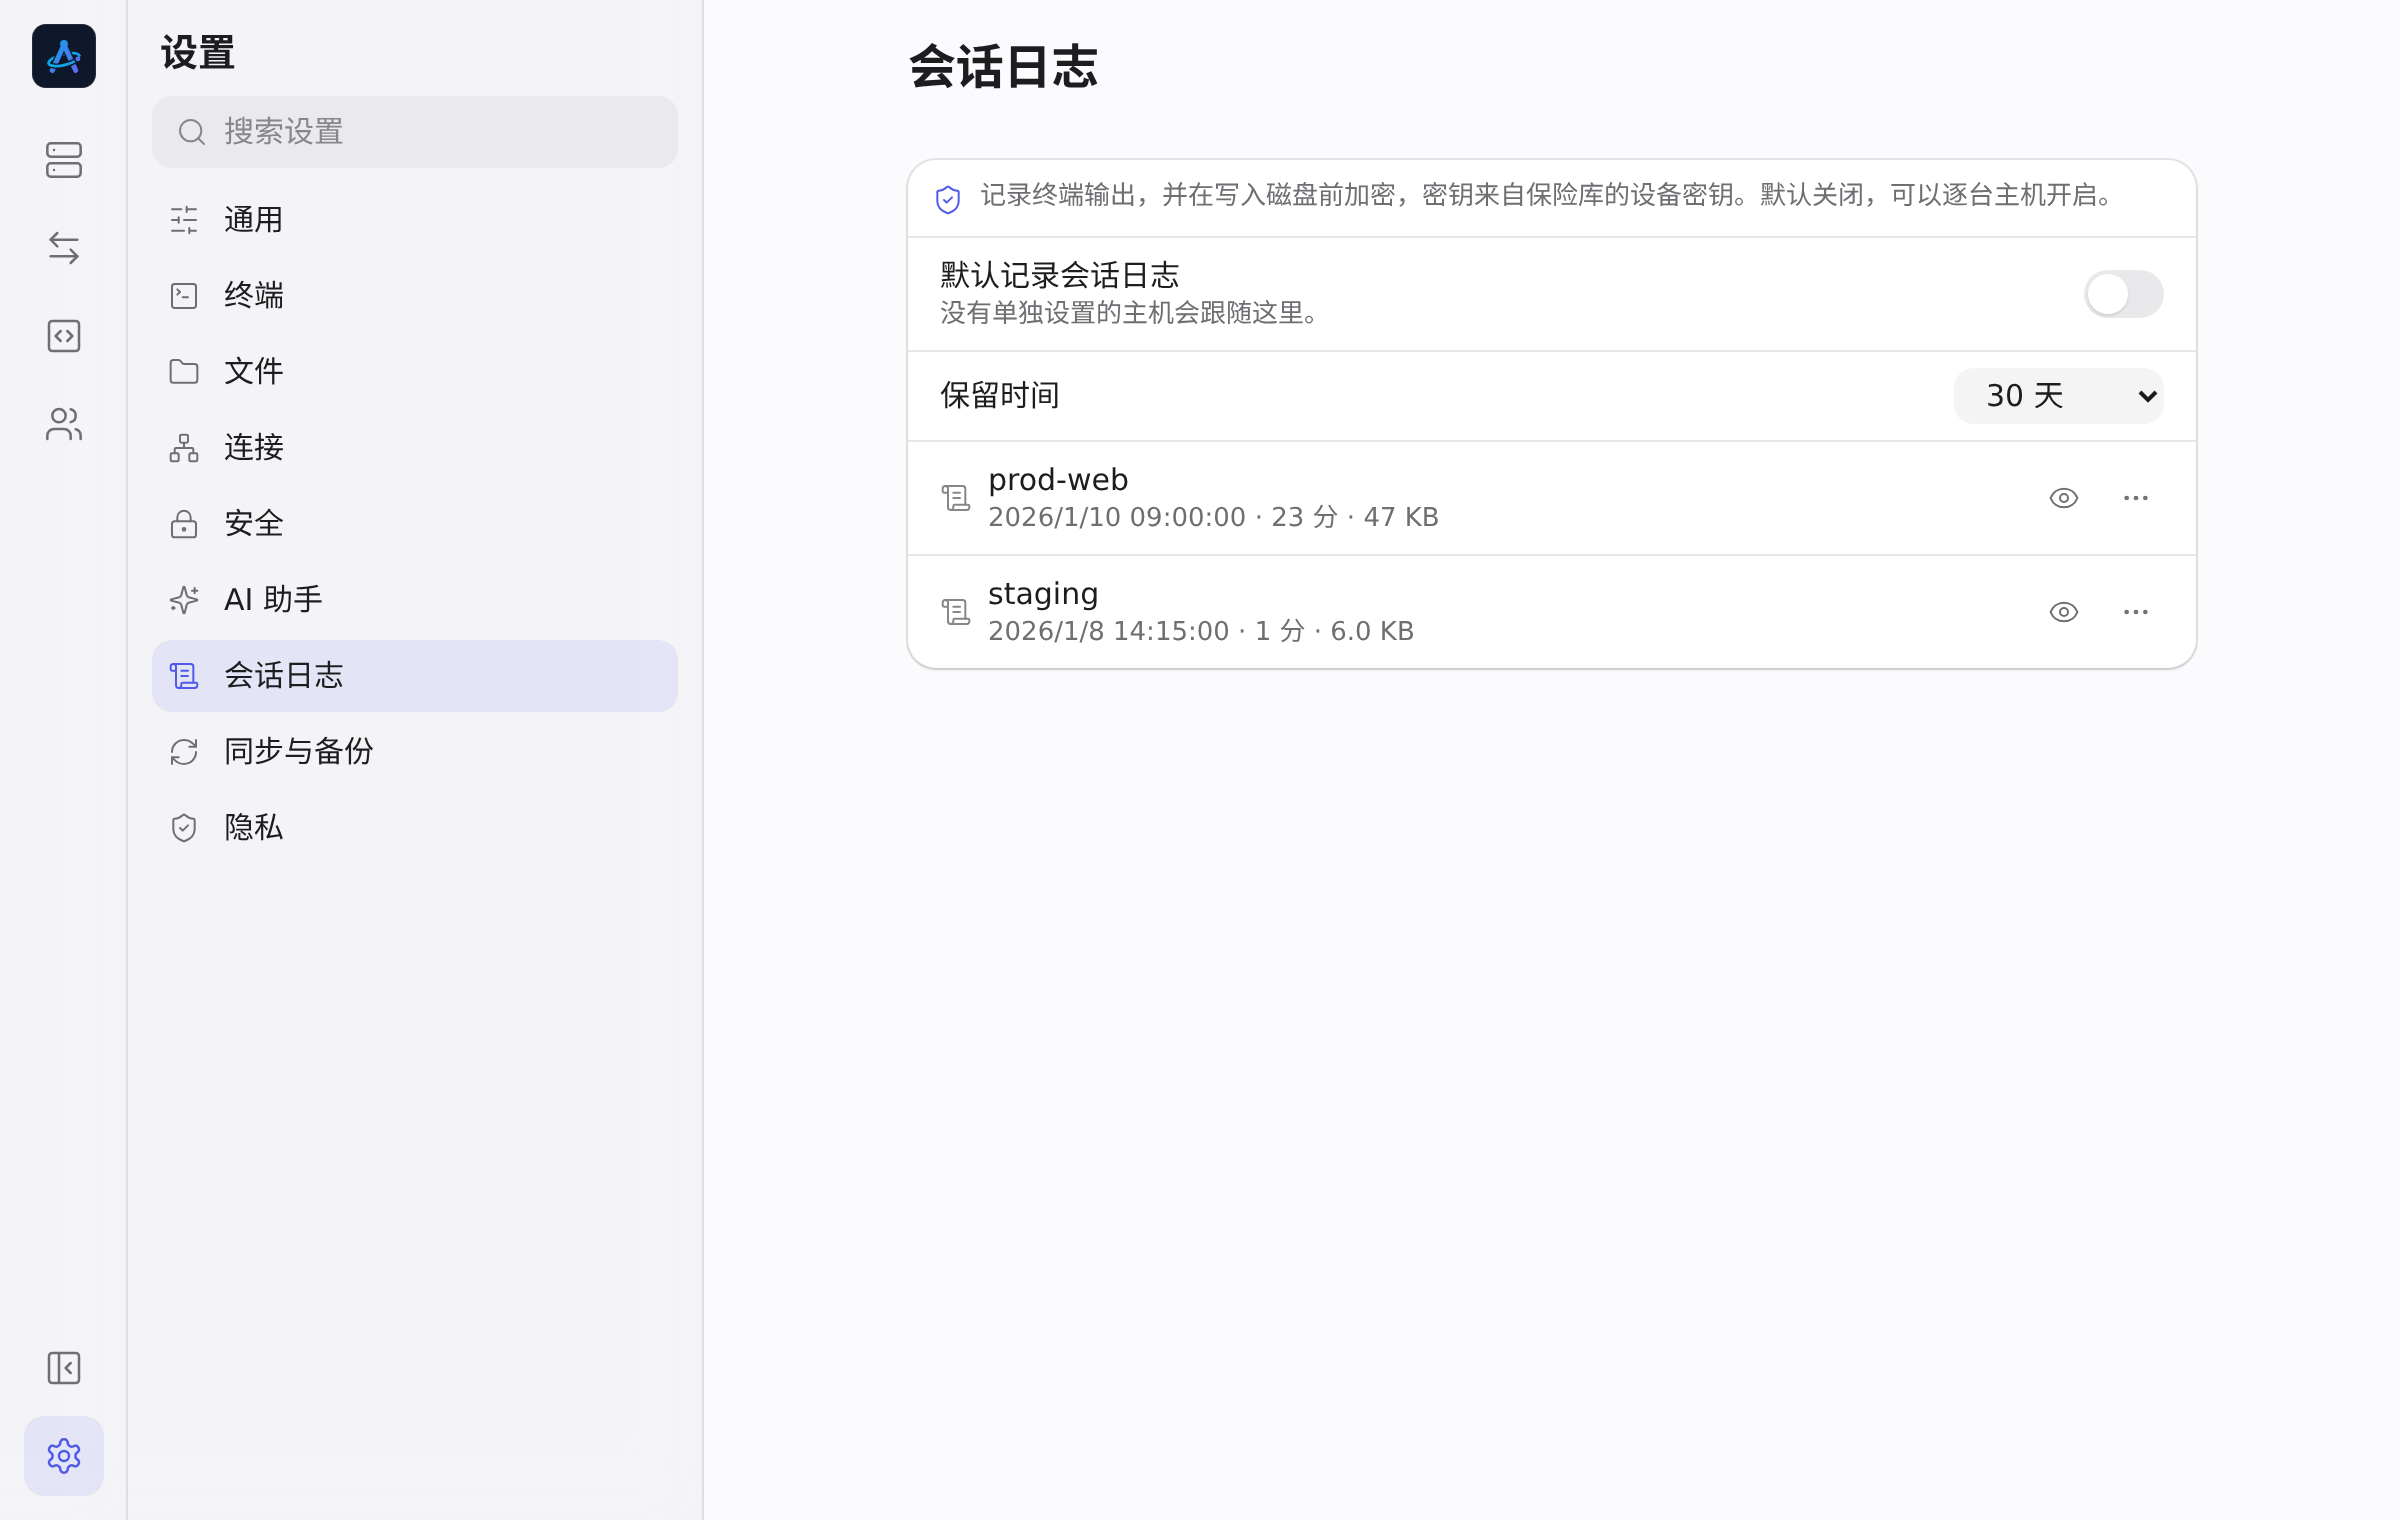 设置
搜索设置
通用
终端
文件
连接
安全
AI 助手
会话日志
同步与备份
隐私
会话日志
记录终端输出，并在写入磁盘前加密，密钥来自保险库的设备密钥。默认关闭，可以逐台主机开启。
默认记录会话日志
没有单独设置的主机会跟随这里。
保留时间
30 天
prod-web
2026/1/10 09:00:00 · 23 分 · 47 KB
staging
2026/1/8 14:15:00 · 1 分 · 6.0 KB